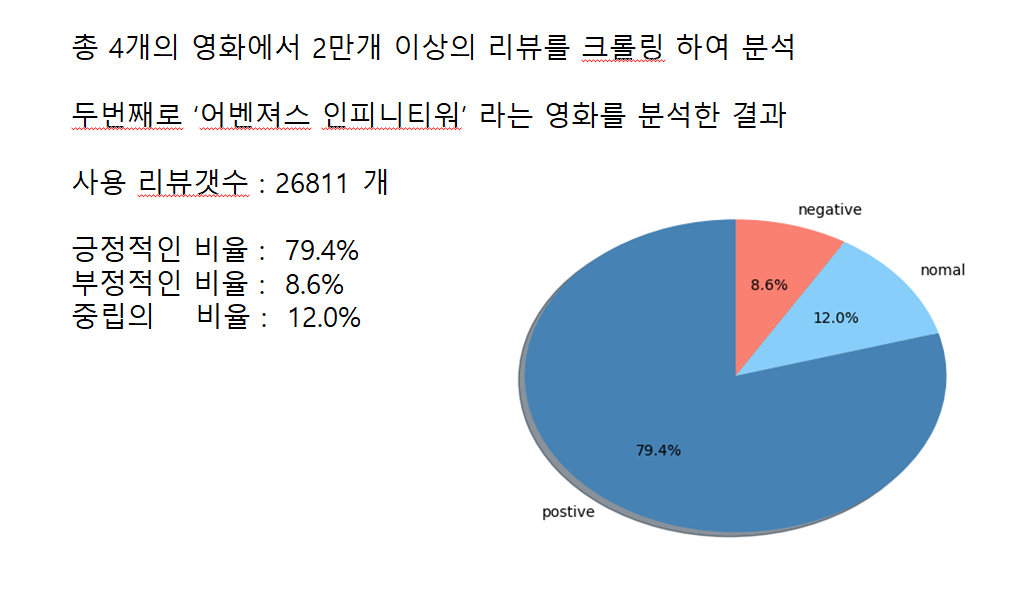 총 4개의 영화에서 2만개 이상의 리뷰를 크롤링 하여 분석
두번째로 ‘어벤져스 인피니티워’ 라는 영화를 분석한 결과
사용 리뷰갯수 : 26811 개
긍정적인 비율 : 79.4%
부정적인 비율 : 8.6%
중립의 비율 : 12.0%
negative
nomal
8.6%
12.0%
79.4%
postive